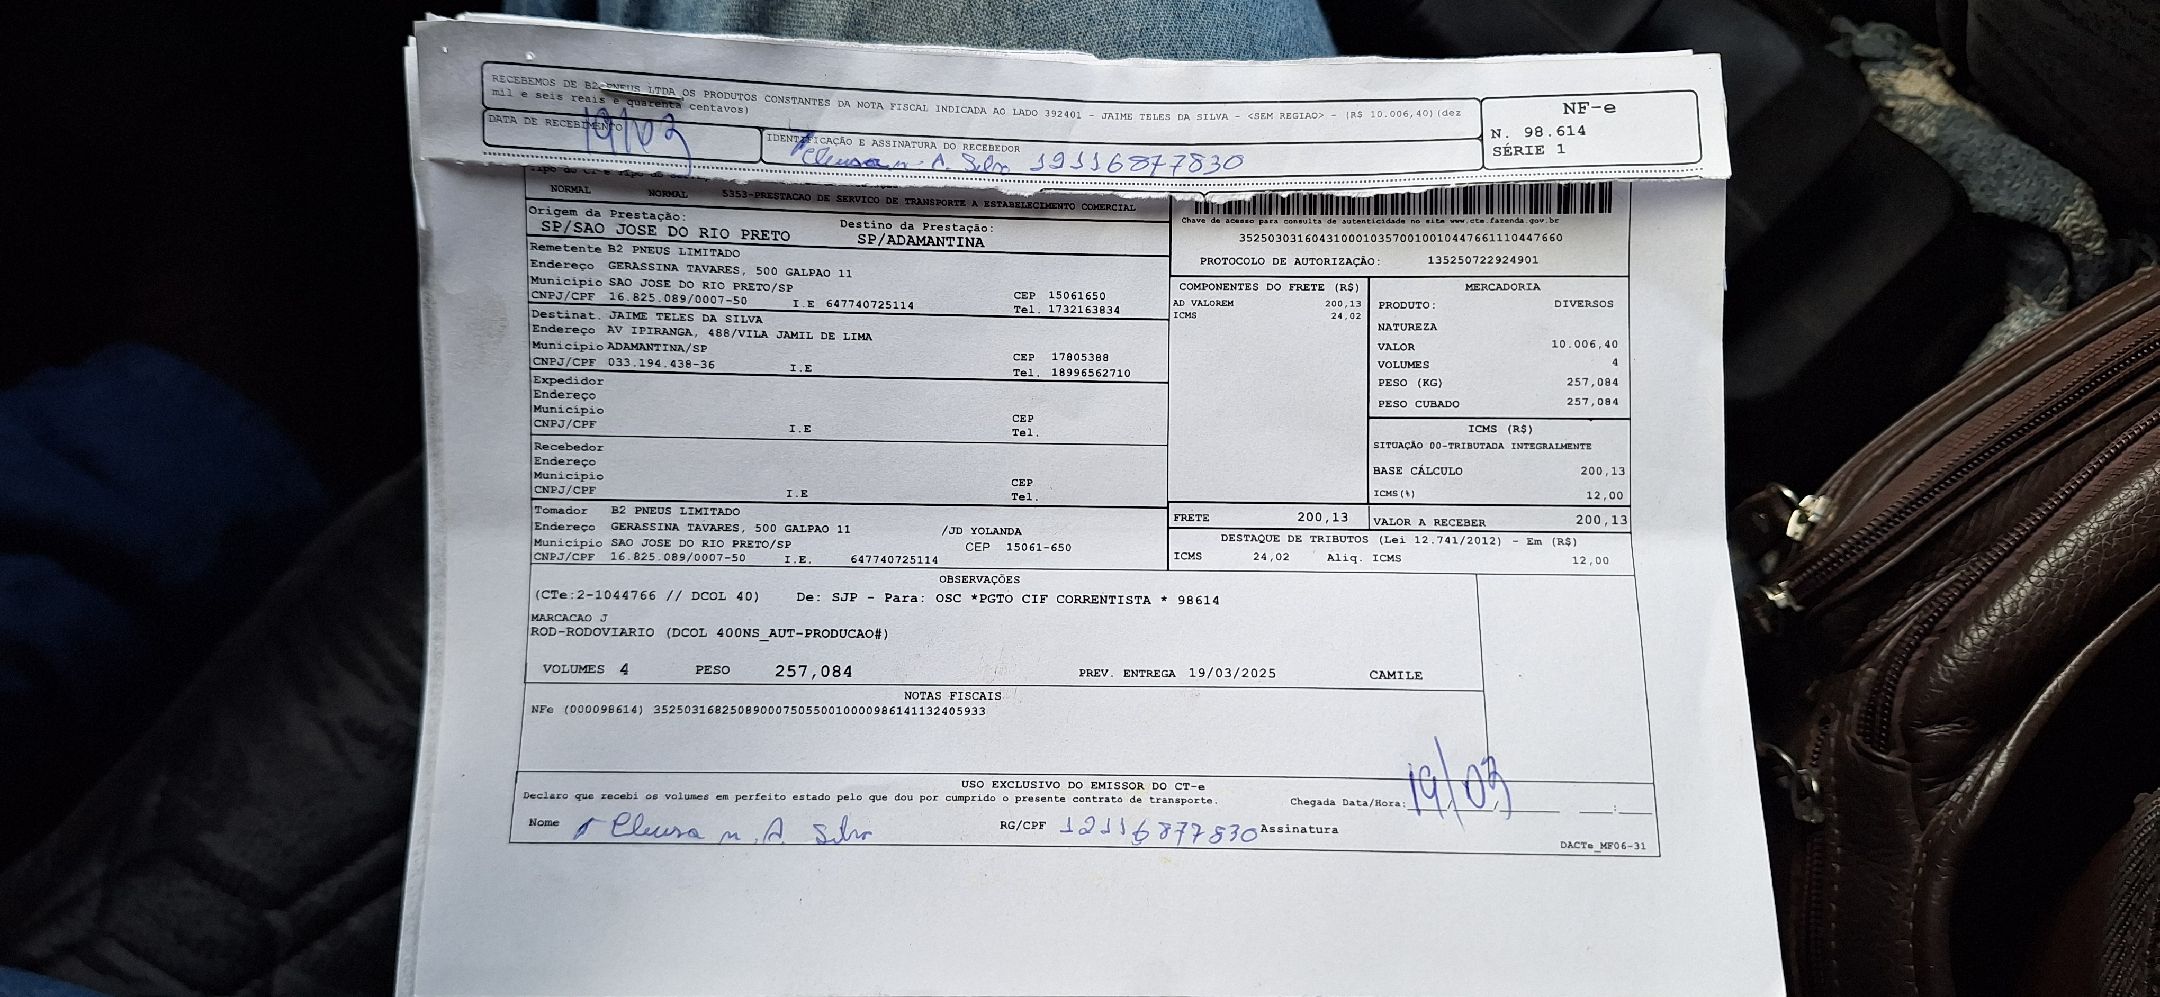 RECEBEMOS DE B2 PNEUS LTDA OS PRODUTOS CONSTANTES DA NOTA FISCAL INDICADA AO LADO 392401 - JAIME TELES DA SILVA - <SEM REGIAO> - (R$ 10.006,40)(dez
mil e seis reais e quarenta centavos)
DATA DE RECEBIMENTO
19/03
IDENTIFICAÇÃO E ASSINATURA DO RECEBEDOR
Cleusa m. A. Silva 12116877830
NF-e
N. 98.614
SÉRIE 1
NORMAL NORMAL 5353-PRESTACAO DE SERVICO DE TRANSPORTE A ESTABELECIMENTO COMERCIAL
Origem da Prestação:
SP/SAO JOSE DO RIO PRETO
Destino da Prestação:
SP/ADAMANTINA
Remetente B2 PNEUS LIMITADO
Endereço GERASSINA TAVARES, 500 GALPAO 11
Município SAO JOSE DO RIO PRETO/SP CEP 15061650
CNPJ/CPF 16.825.089/0007-50 I.E 647740725114 Tel. 1732163834
Destinat. JAIME TELES DA SILVA
Endereço AV IPIRANGA, 488/VILA JAMIL DE LIMA
Município ADAMANTINA/SP CEP 17805388
CNPJ/CPF 033.194.438-36 I.E Tel. 18996562710
Expedidor
Endereço
Município CEP
CNPJ/CPF I.E Tel.
Recebedor
Endereço
Município CEP
CNPJ/CPF I.E Tel.
Tomador B2 PNEUS LIMITADO
Endereço GERASSINA TAVARES, 500 GALPAO 11 /JD YOLANDA
Município SAO JOSE DO RIO PRETO/SP CEP 15061-650
CNPJ/CPF 16.825.089/0007-50 I.E. 647740725114
Chave de acesso para consulta de autenticidade no site www.cte.fazenda.gov.br
35250303160431000103570010010447661110447660
PROTOCOLO DE AUTORIZAÇÃO: 135250722924901
COMPONENTES DO FRETE (R$)
AD VALOREM 200,13
ICMS 24,02
MERCADORIA
PRODUTO: DIVERSOS
NATUREZA
VALOR 10.006,40
VOLUMES 4
PESO (KG) 257,084
PESO CUBADO 257,084
ICMS (R$)
SITUAÇÃO 00-TRIBUTADA INTEGRALMENTE
BASE CÁLCULO 200,13
ICMS(%) 12,00
FRETE 200,13 VALOR A RECEBER 200,13
DESTAQUE DE TRIBUTOS (Lei 12.741/2012) - Em (R$)
ICMS 24,02 Aliq. ICMS 12,00
OBSERVAÇÕES
(CTe:2-1044766 // DCOL 40) De: SJP - Para: OSC *PGTO CIF CORRENTISTA * 98614
MARCACAO J
ROD-RODOVIARIO (DCOL 400NS_AUT-PRODUCAO#)
VOLUMES 4 PESO 257,084 PREV. ENTREGA 19/03/2025 CAMILE
NOTAS FISCAIS
NFe (000098614) 35250316825089000750550010000986141132405933
USO EXCLUSIVO DO EMISSOR DO CT-e
Declaro que recebi os volumes em perfeito estado pelo que dou por cumprido o presente contrato de transporte.
Chegada Data/Hora: 19/03
Nome Cleusa m. A. Silva RG/CPF 12116877830 Assinatura
DACTe_MF06-31